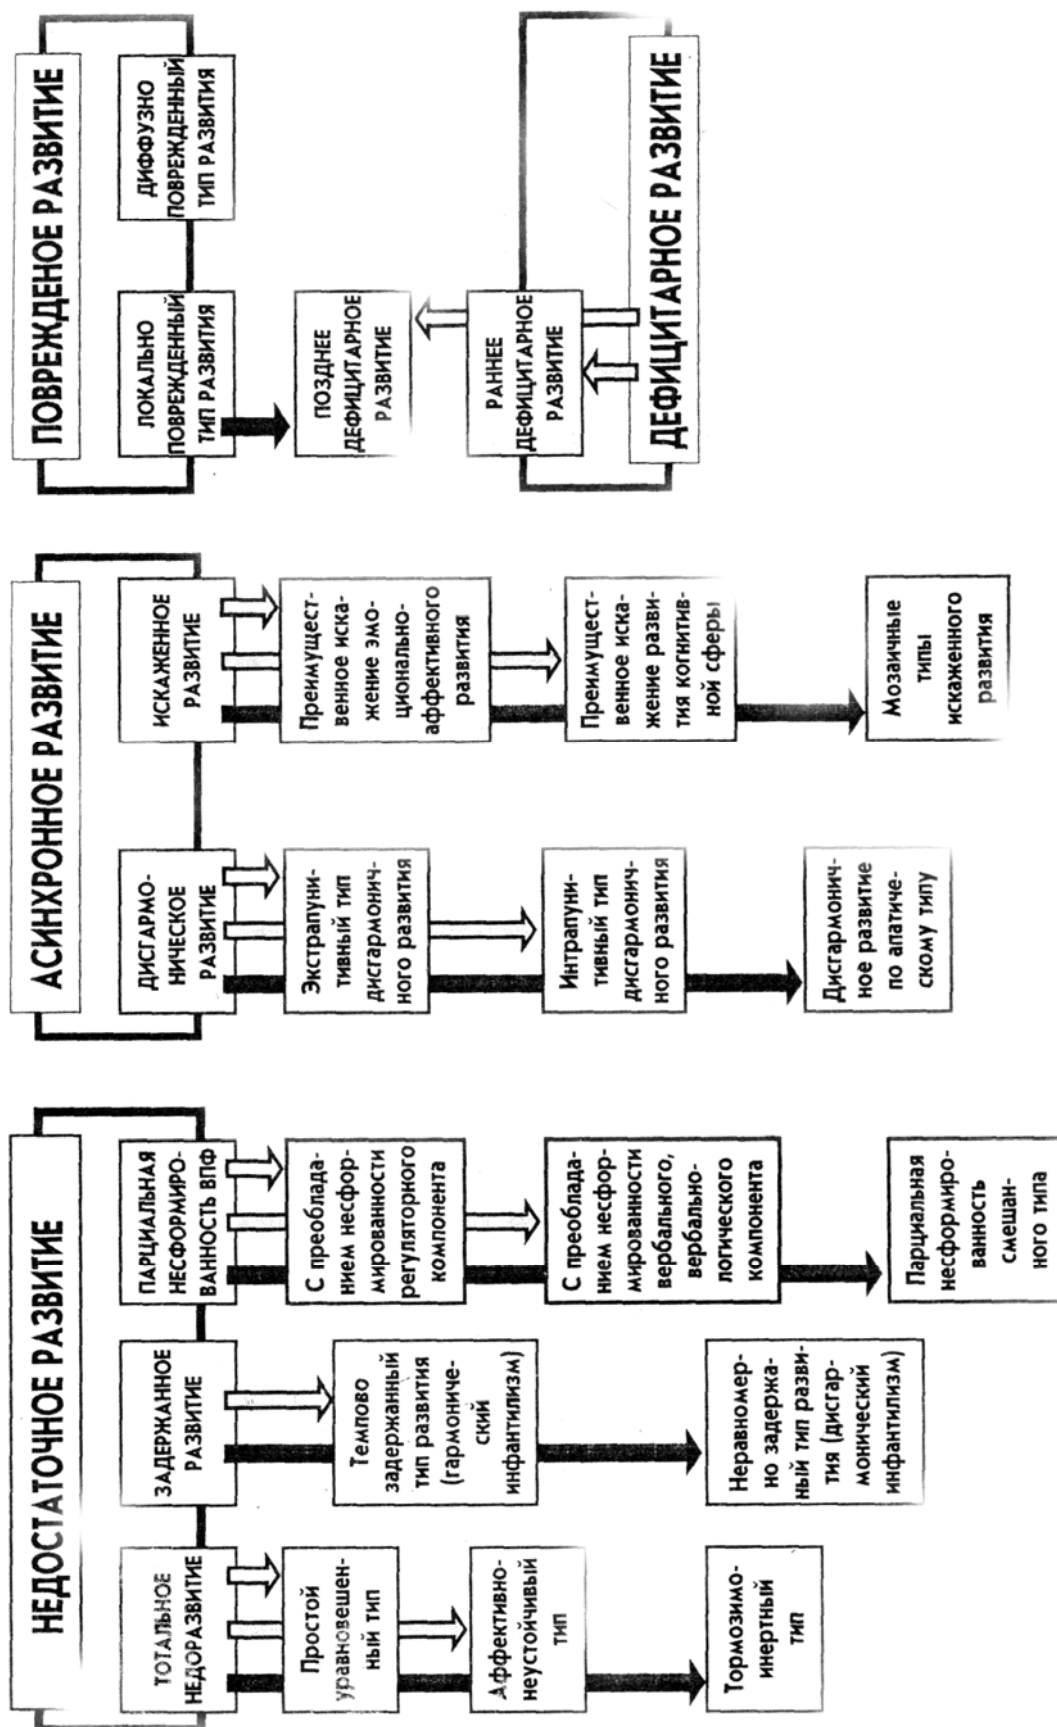 НЕДОСТАТОЧНОЕ РАЗВИТИЕ
ТОТАЛЬНОЕ
НЕДОРАЗВИТИЕ
Простой
уравновешен-
ный тип
Аффективно-
неустойчивый
тип
Тормозимо-
инертный
тип
ЗАДЕРЖАННОЕ
РАЗВИТИЕ
Темпово
задержанный
тип развития
(гармониче-
ский
инфантилизм)
Неравномер-
но задержа-
ный тип разви-
тия (дисгар-
монический
инфантилизм)
ПАРЦИАЛЬНАЯ
НЕСФОРМИРО-
ВАННОСТЬ ВПФ
С преоблада-
нием несфор-
мированности
регуляторного
компонента
С преоблада-
нием несфор-
мированности
вербального,
вербально-
логического
компонента
Парциальная
несформиро-
ванность
смешан-
ного типа
АСИНХРОННОЕ РАЗВИТИЕ
ДИСГАРМО-
НИЧЕСКОЕ
РАЗВИТИЕ
Экстрапуни-
тивный тип
дисгармонич-
ного развития
Интрапуни-
тивный тип
дисгармонич-
ного развития
Дисгармонич-
ное развитие
по апатиче-
скому типу
ИСКАЖЕННОЕ
РАЗВИТИЕ
Преимущест-
венное иска-
жение эмо-
ционально-
аффективного
развития
Преимущест-
венное иска-
жение разви-
тия когнитив-
ной сферы
Мозаичные
типы
искаженного
развития
ПОВРЕЖДЕНОЕ РАЗВИТИЕ
ЛОКАЛЬНО
ПОВРЕЖДЕННЫЙ
ТИП РАЗВИТИЯ
ДИФФУЗНО
ПОВРЕЖДЕННЫЙ
ТИП РАЗВИТИЯ
ПОЗДНЕЕ
ДЕФИЦИТАРНОЕ
РАЗВИТИЕ
РАННЕЕ
ДЕФИЦИТАРНОЕ
РАЗВИТИЕ
ДЕФИЦИТАРНОЕ РАЗВИТИЕ